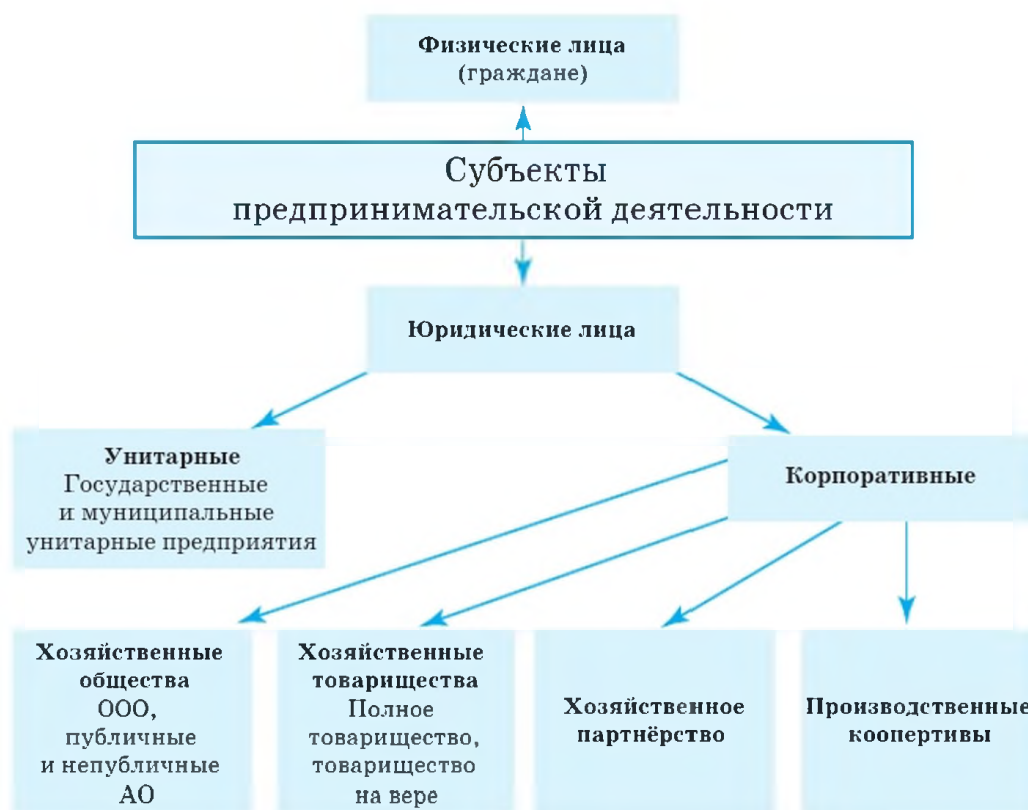 Физические лица
(граждане)
Субъекты
предпринимательской деятельности
Юридические лица
Унитарные
Государственные
и муниципальные
унитарные предприятия
Корпоративные
Хозяйственные
общества
ООО,
публичные
и непубличные
АО
Хозяйственные
товарищества
Полное
товарищество,
товарищество
на вере
Хозяйственное
партнёрство
Производственные
коопертивы